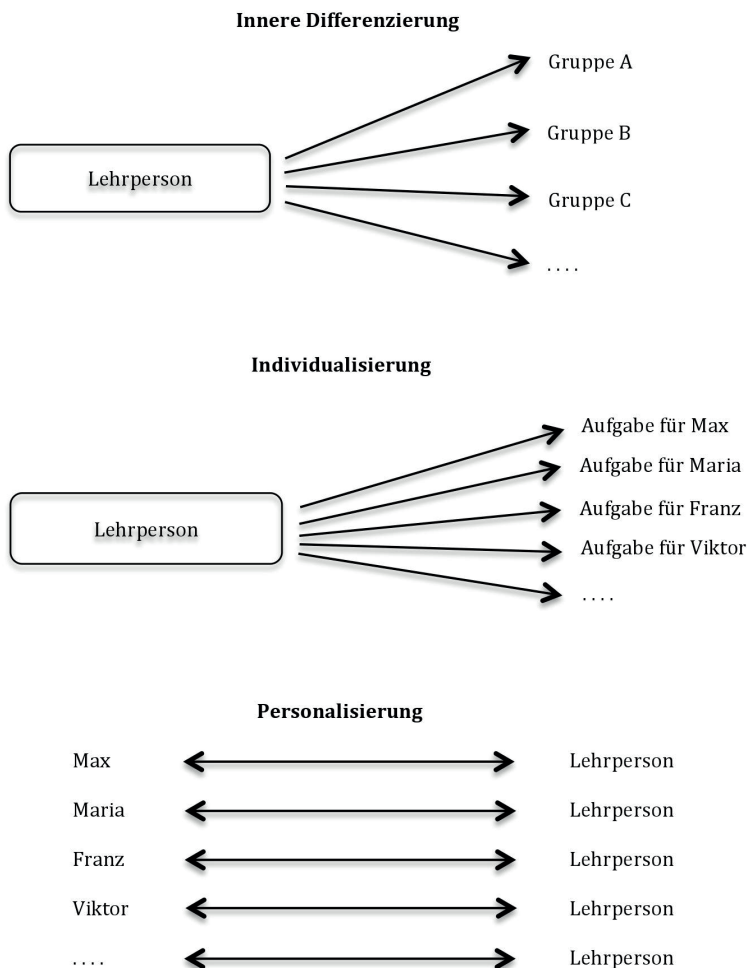 Innere Differenzierung
Gruppe A
Gruppe B
Lehrperson
Gruppe C
. . . .
Individualisierung
Aufgabe für Max
Aufgabe für Maria
Aufgabe für Franz
Lehrperson
Aufgabe für Viktor
. . . .
Personalisierung
Max Lehrperson
Maria Lehrperson
Franz Lehrperson
Viktor Lehrperson
. . . . Lehrperson